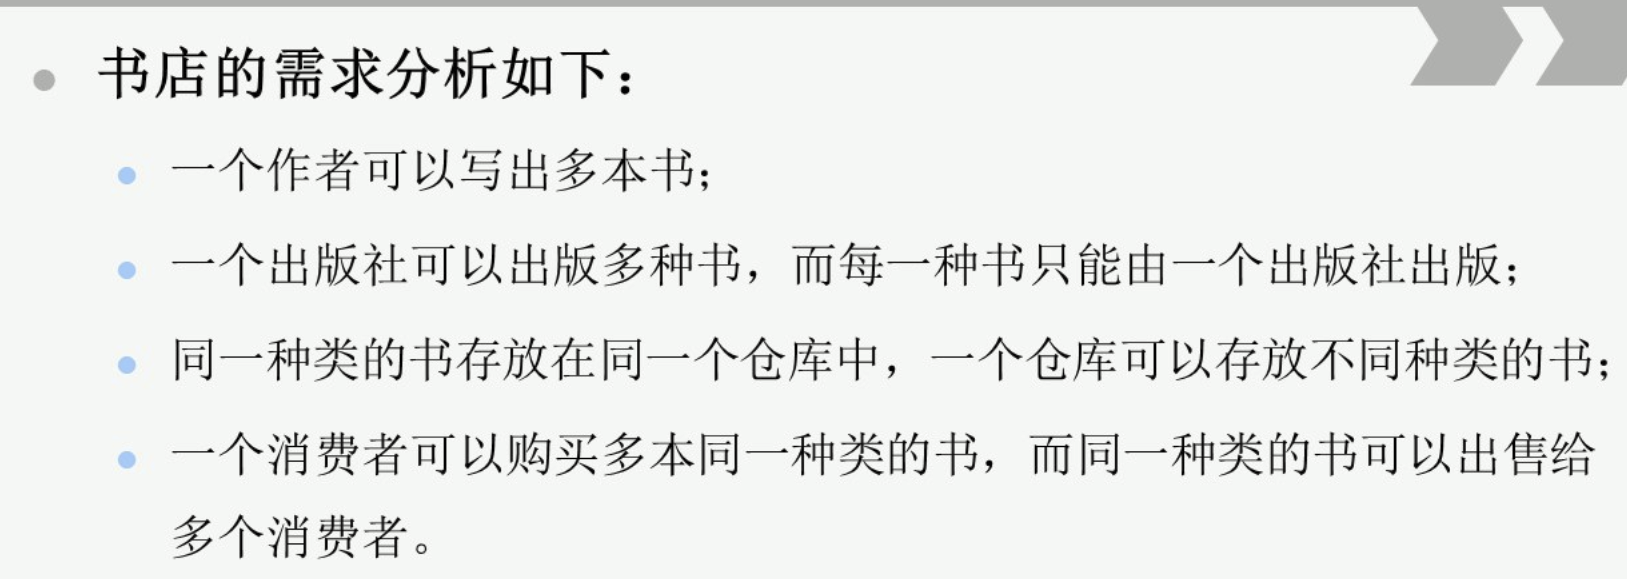 书店的需求分析如下：
一个作者可以写出多本书；
一个出版社可以出版多种书，而每一种书只能由一个出版社出版；
同一种类的书存放在同一个仓库中，一个仓库可以存放不同种类的书；
一个消费者可以购买多本同一种类的书，而同一种类的书可以出售给
多个消费者。